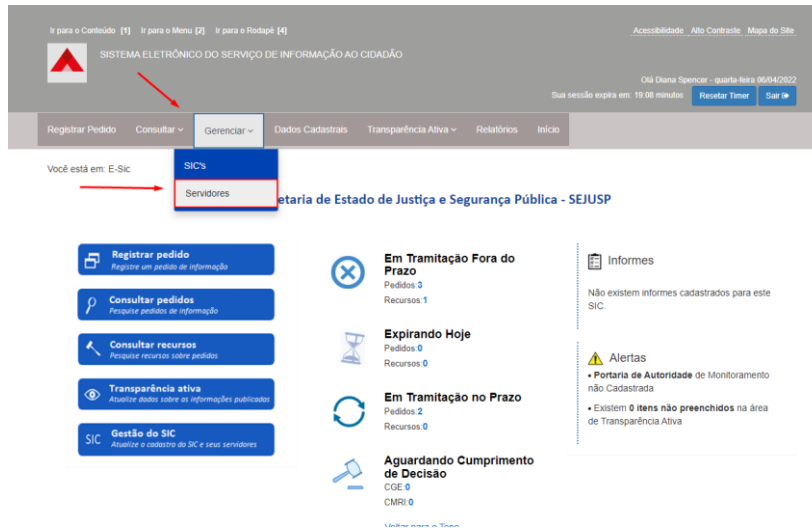 Ir para o Conteúdo [1] Ir para o Menu [2] Ir para o Rodapé [4]
Acessibilidade Alto Contraste Mapa do Site
SISTEMA ELETRÔNICO DO SERVIÇO DE INFORMAÇÃO AO CIDADÃO
Olá Diana Spencer - quarta-feira 06/04/2022
Sua sessão expira em: 19:08 minutos Resetar Timer Sair
Registrar Pedido Consultar Gerenciar Dados Cadastrais Transparência Ativa Relatórios Início
Você está em: E-Sic
SIC's
Servidores
etaria de Estado de Justiça e Segurança Pública - SEJUSP
Registrar pedido
Registre um pedido de informação
Consultar pedidos
Pesquise pedidos de informação
Consultar recursos
Pesquise recursos sobre pedidos
Transparência ativa
Atualize dados sobre as informações publicadas
SIC
Gestão do SIC
Atualize o cadastro do SIC e seus servidores
Em Tramitação Fora do
Prazo
Pedidos:3
Recursos:1
Expirando Hoje
Pedidos:0
Recursos:0
Em Tramitação no Prazo
Pedidos:2
Recursos:0
Aguardando Cumprimento
de Decisão
CGE:0
CMRI:0
Voltar para o Topo
Informes
Não existem informes cadastrados para este
SIC.
Alertas
• Portaria de Autoridade de Monitoramento
não Cadastrada
• Existem 0 itens não preenchidos na área
de Transparência Ativa